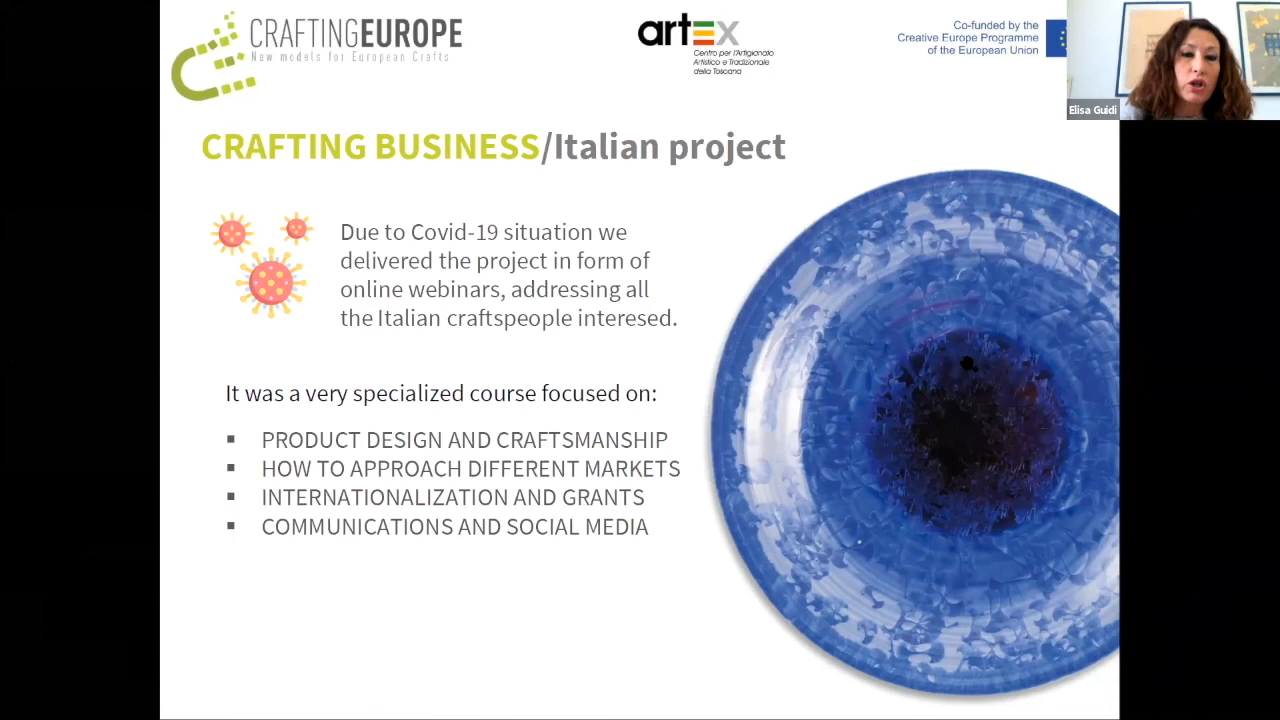 CRAFTINGEUROPE
New models for European Crafts
artex
Centro per l'Artigianato
Artistico e Tradizionale
della Toscana
Co-funded by the
Creative Europe Programme
of the European Union
Elisa Guidi
CRAFTING BUSINESS/Italian project
Due to Covid-19 situation we
delivered the project in form of
online webinars, addressing all
the Italian craftspeople interesed.
It was a very specialized course focused on:
▪ PRODUCT DESIGN AND CRAFTSMANSHIP
▪ HOW TO APPROACH DIFFERENT MARKETS
▪ INTERNATIONALIZATION AND GRANTS
▪ COMMUNICATIONS AND SOCIAL MEDIA